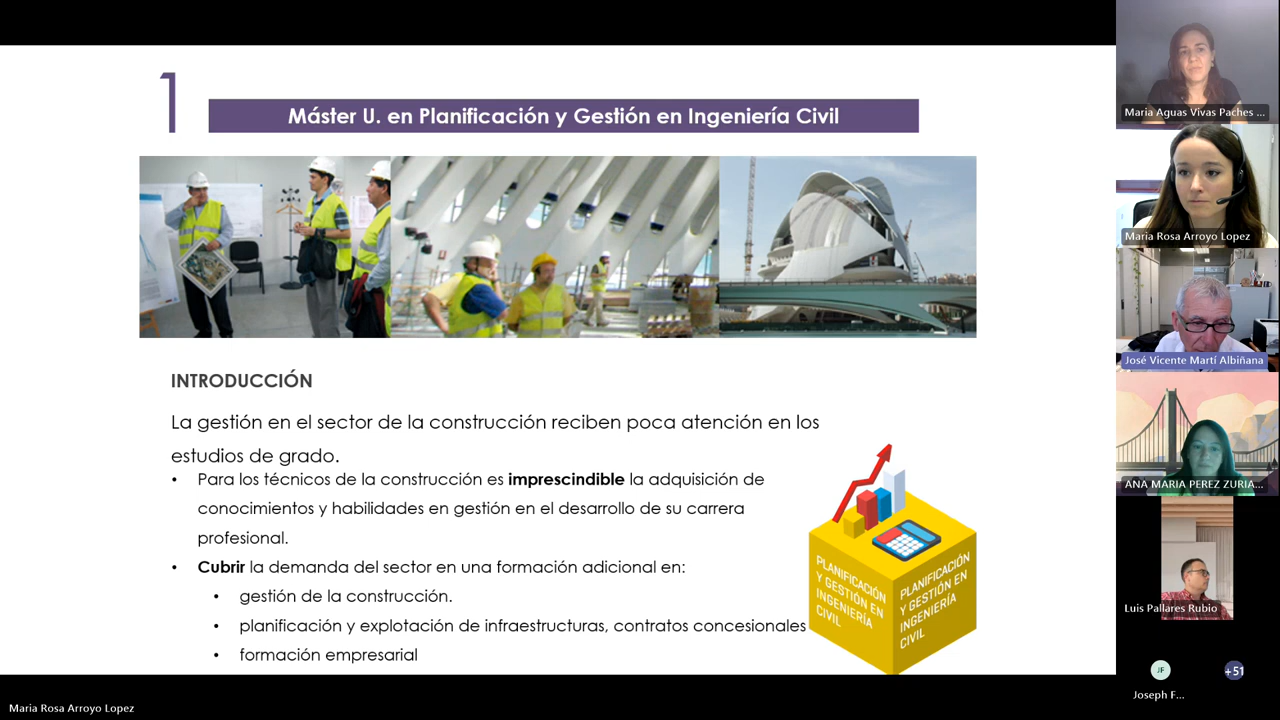 1
Máster U. en Planificación y Gestión en Ingeniería Civil
INTRODUCCIÓN
La gestión en el sector de la construcción reciben poca atención en los
estudios de grado.
• Para los técnicos de la construcción es imprescindible la adquisición de
conocimientos y habilidades en gestión en el desarrollo de su carrera
profesional.
• Cubrir la demanda del sector en una formación adicional en:
• gestión de la construcción.
• planificación y explotación de infraestructuras, contratos concesionales
• formación empresarial
PLANIFICACIÓN
Y GESTIÓN EN
INGENIERÍA
CIVIL
PLANIFICACIÓN
Y GESTIÓN EN
INGENIERÍA
CIVIL
Maria Aguas Vivas Paches ...
Maria Rosa Arroyo Lopez
José Vicente Martí Albiñana
ANA MARIA PEREZ ZURIA...
Luis Pallares Rubio
JF
+51
Joseph F...
Maria Rosa Arroyo Lopez